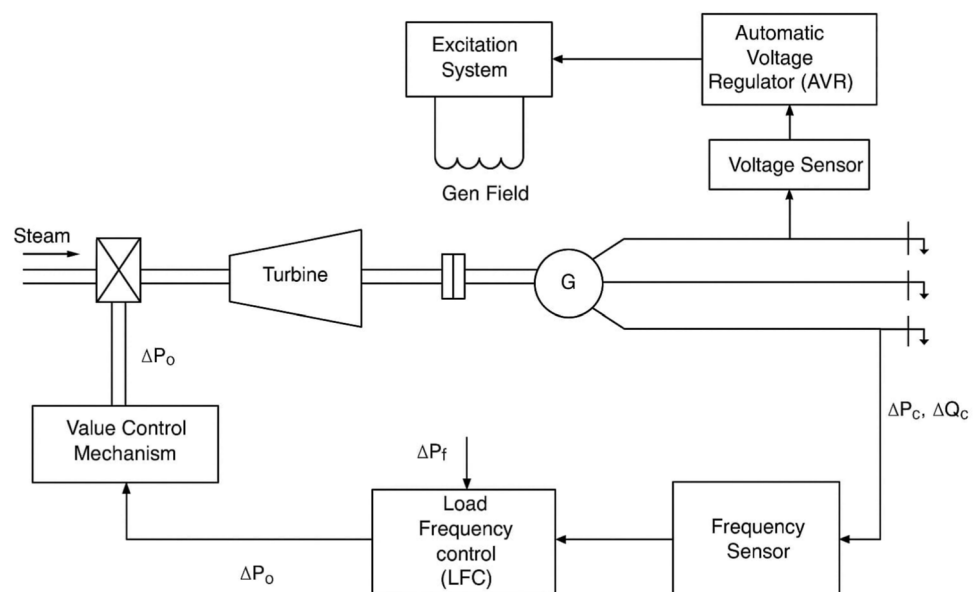 Excitation
System
Automatic
Voltage
Regulator (AVR)
Voltage Sensor
Gen Field
Steam
Turbine
G
ΔPo
Value Control
Mechanism
ΔPc, ΔQc
ΔPf
Load
Frequency
control
(LFC)
Frequency
Sensor
ΔPo